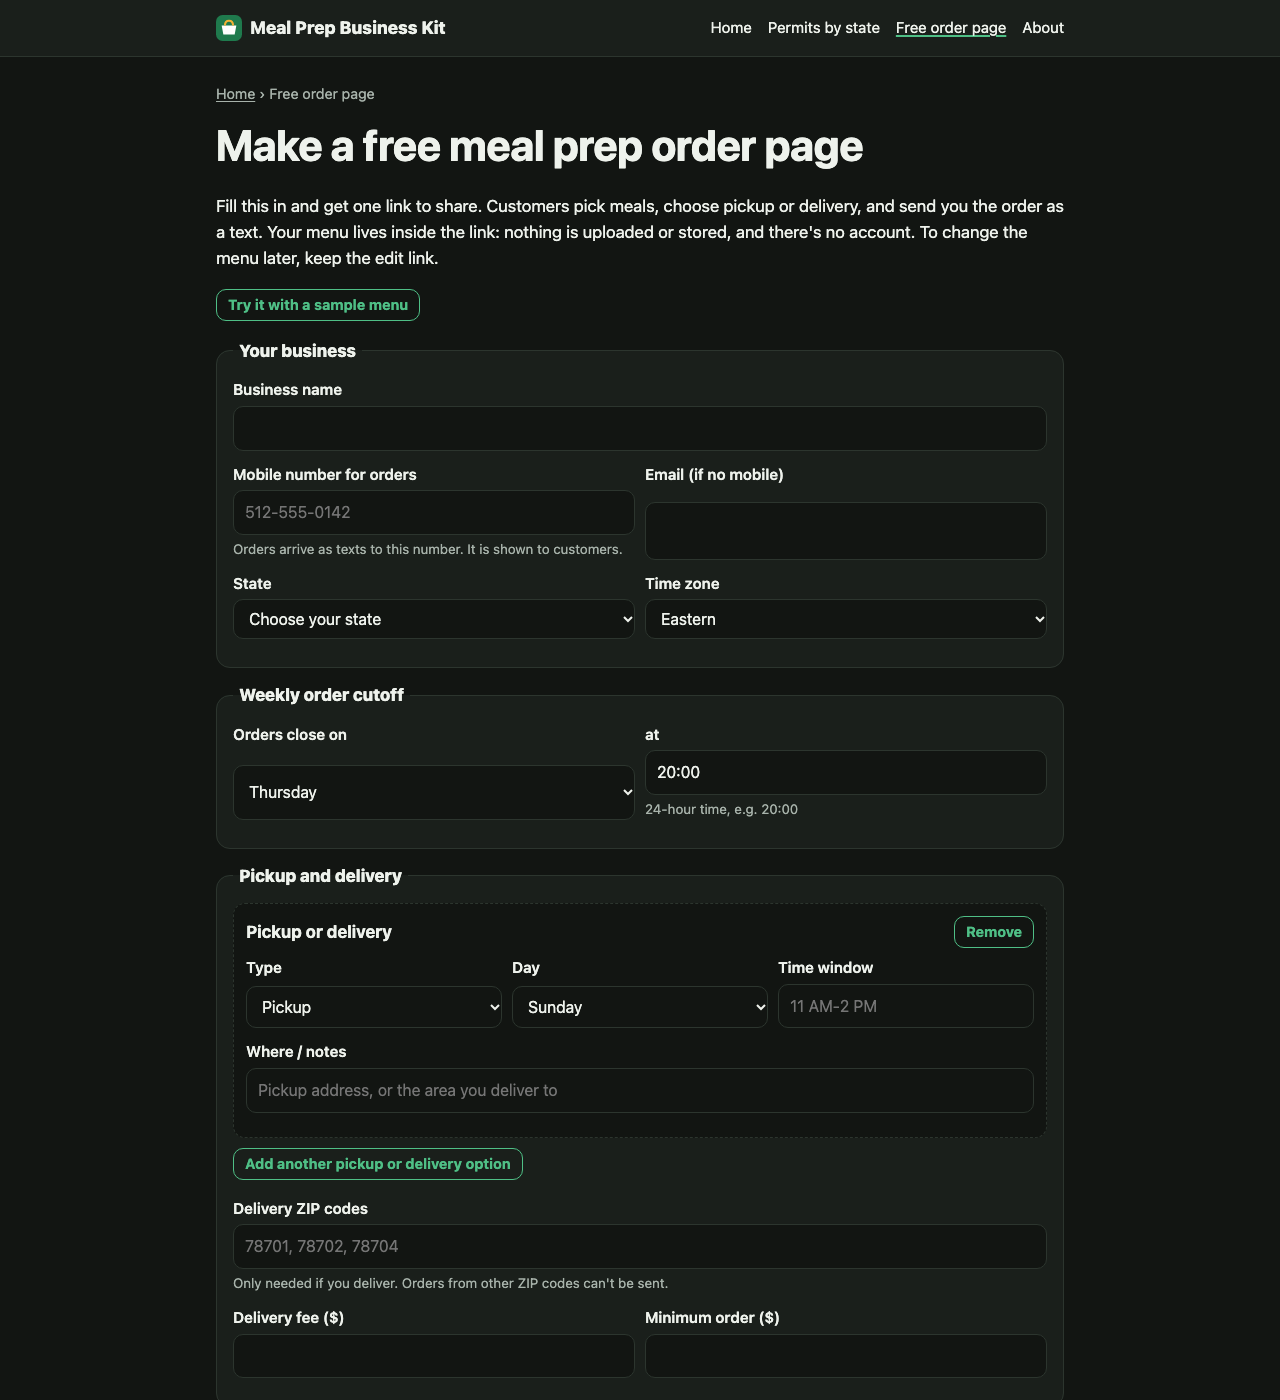 Meal Prep Business Kit
Home Permits by state Free order page About
Home › Free order page
Make a free meal prep order page
Fill this in and get one link to share. Customers pick meals, choose pickup or delivery, and send you the order as
a text. Your menu lives inside the link: nothing is uploaded or stored, and there's no account. To change the
menu later, keep the edit link.
Try it with a sample menu
Your business
Business name
Mobile number for orders
512-555-0142
Orders arrive as texts to this number. It is shown to customers.
Email (if no mobile)
State
Choose your state
Time zone
Eastern
Weekly order cutoff
Orders close on
Thursday
at
20:00
24-hour time, e.g. 20:00
Pickup and delivery
Pickup or delivery
Remove
Type
Pickup
Day
Sunday
Time window
11 AM-2 PM
Where / notes
Pickup address, or the area you deliver to
Add another pickup or delivery option
Delivery ZIP codes
78701, 78702, 78704
Only needed if you deliver. Orders from other ZIP codes can't be sent.
Delivery fee ($)
Minimum order ($)